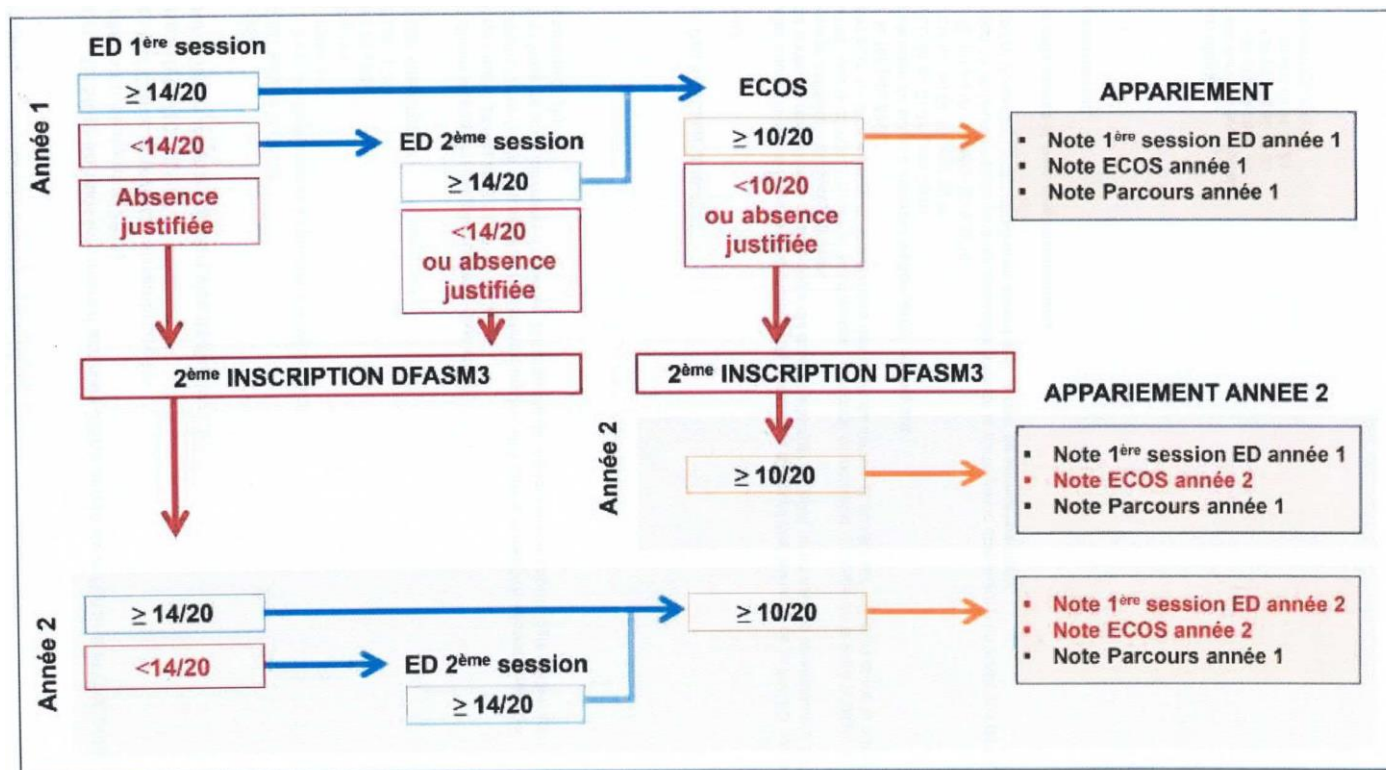 ED 1ère session
≥ 14/20
<14/20
Absence
justifiée
Année 1
ED 2ème session
≥ 14/20
<14/20
ou absence
justifiée
ECOS
≥ 10/20
<10/20
ou absence
justifiée
APPARIEMENT
▪ Note 1ère session ED année 1
▪ Note ECOS année 1
▪ Note Parcours année 1
2ème INSCRIPTION DFASM3
2ème INSCRIPTION DFASM3
Année 2
≥ 10/20
APPARIEMENT ANNEE 2
▪ Note 1ère session ED année 1
▪ Note ECOS année 2
▪ Note Parcours année 1
Année 2
≥ 14/20
<14/20
ED 2ème session
≥ 14/20
≥ 10/20
▪ Note 1ère session ED année 2
▪ Note ECOS année 2
▪ Note Parcours année 1